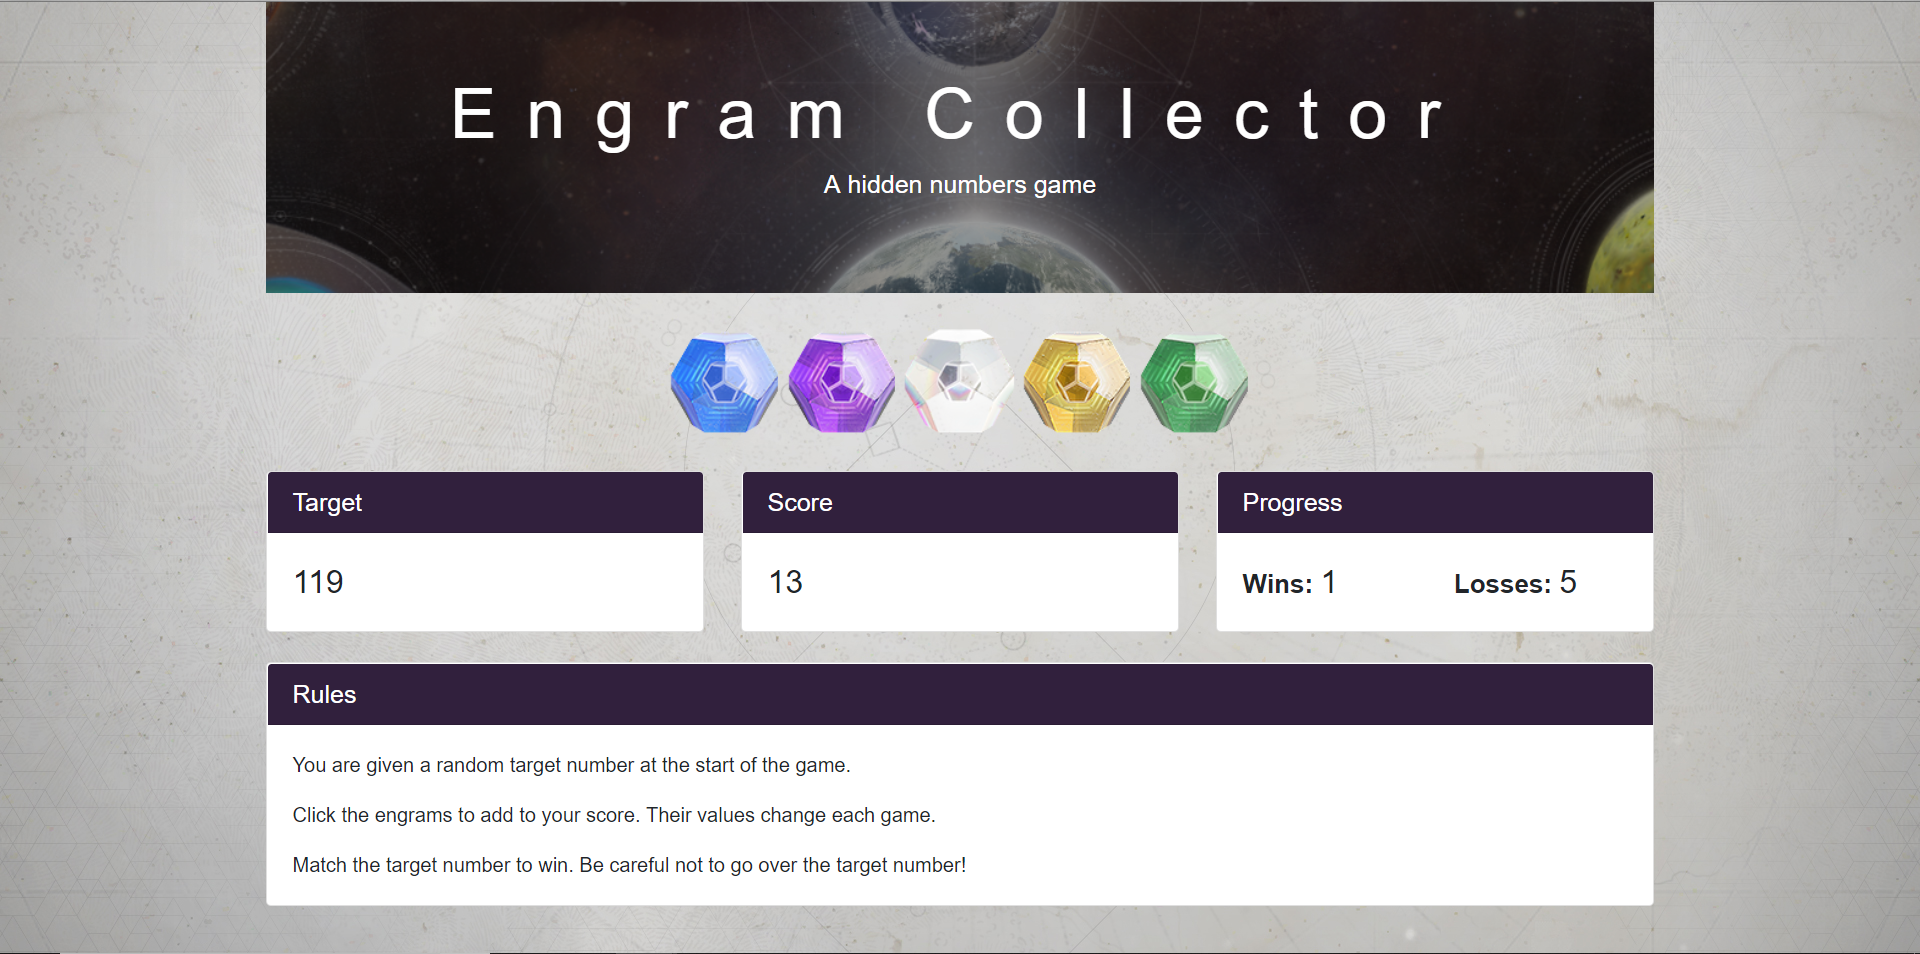 Engram Collector
A hidden numbers game
Target
Score
Progress
119
13
Wins: 1
Losses: 5
Rules
You are given a random target number at the start of the game.
Click the engrams to add to your score. Their values change each game.
Match the target number to win. Be careful not to go over the target number!